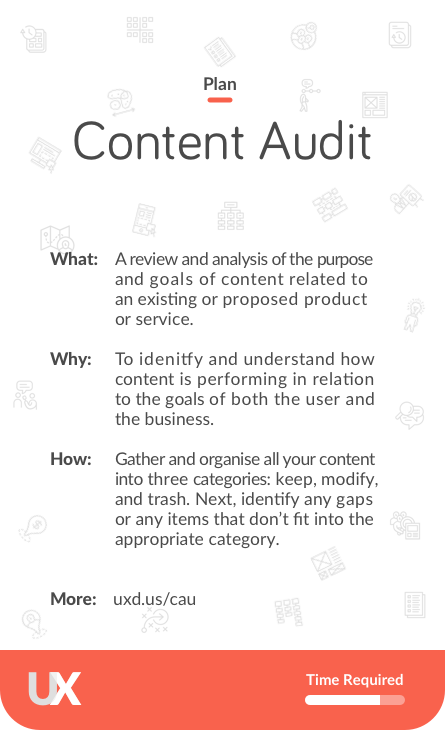 Plan
Content Audit
What: A review and analysis of the purpose
and goals of content related to
an existing or proposed product
or service.
Why: To idenitfy and understand how
content is performing in relation
to the goals of both the user and
the business.
How: Gather and organise all your content
into three categories: keep, modify,
and trash. Next, identify any gaps
or any items that don’t fit into the
appropriate category.
More: uxd.us/cau
UX
Time Required